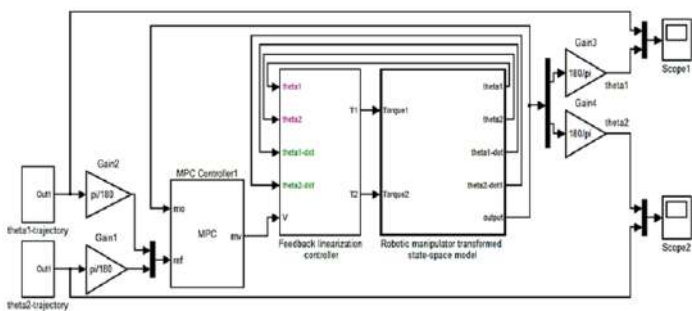 Gain3
180/pi
theta1
Scope1
Gain4
theta2
180/pi
theta1
theta2
theta1-dot
theta2-dot
V
T1
T2
Feedback linearization
controller
Torque1
Torque2
theta1
theta2
theta1-dot
theta2-dot1
output
Robotic manipulator transformed
state-space model
Gain2
MPC Controller1
Out1
pi/180
theta1-trajectory
Gain1
mo
MPC
mv
ref
Out1
pi/180
theta2-trajectory
Scope2